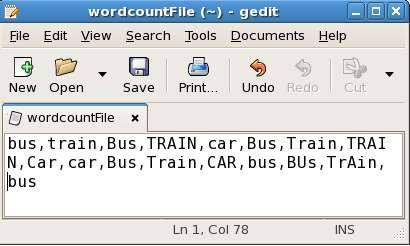 wordcountFile (~) - gedit
File Edit View Search Tools Documents Help
New Open Save Print... Undo Redo Cut
wordcountFile ×
bus,train,Bus,TRAIN,car,Bus,Train,TRAI
N,Car,car,Bus,Train,CAR,bus,BUs,TrAin,
bus
Ln 1, Col 78 INS